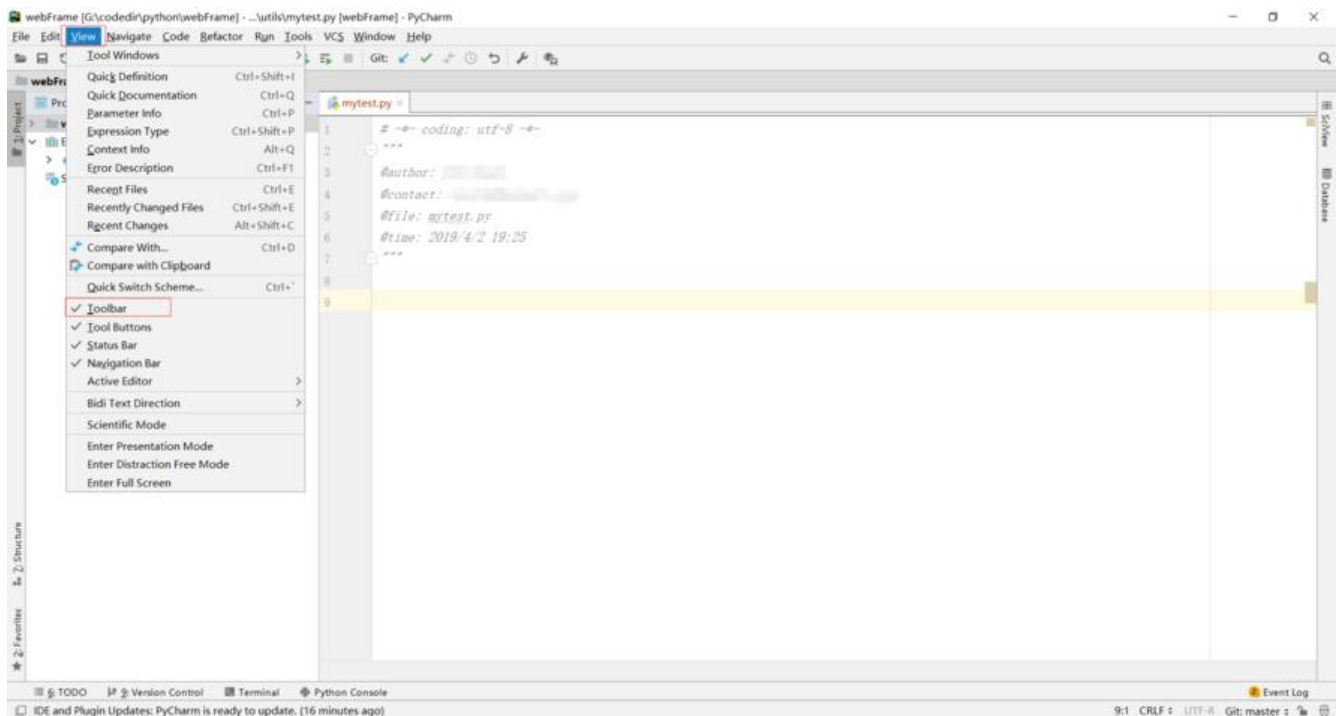 webFrame [G:\codedir\python\webFrame] - ...\utils\mytest.py [webFrame] - PyCharm
File Edit View Navigate Code Refactor Run Tools VCS Window Help
Git:
webFra
Pro
mytest.py
1: Project
SciView
Database
7: Structure
2: Favorites
Tool Windows
Quick Definition Ctrl+Shift+I
Quick Documentation Ctrl+Q
Parameter Info Ctrl+P
Expression Type Ctrl+Shift+P
Context Info Alt+Q
Error Description Ctrl+F1
Recent Files Ctrl+E
Recently Changed Files Ctrl+Shift+E
Recent Changes Alt+Shift+C
Compare With... Ctrl+D
Compare with Clipboard
Quick Switch Scheme... Ctrl+`
Toolbar
Tool Buttons
Status Bar
Navigation Bar
Active Editor
Bidi Text Direction
Scientific Mode
Enter Presentation Mode
Enter Distraction Free Mode
Enter Full Screen
1 # -*- coding: utf-8 -*-
2 """
3 @author:
4 @contact:
5 @file: mytest.py
6 @time: 2019/4/2 19:25
7 """
8
9
6: TODO 9: Version Control Terminal Python Console Event Log
IDE and Plugin Updates: PyCharm is ready to update. (16 minutes ago) 9:1 CRLF UTF-8 Git: master